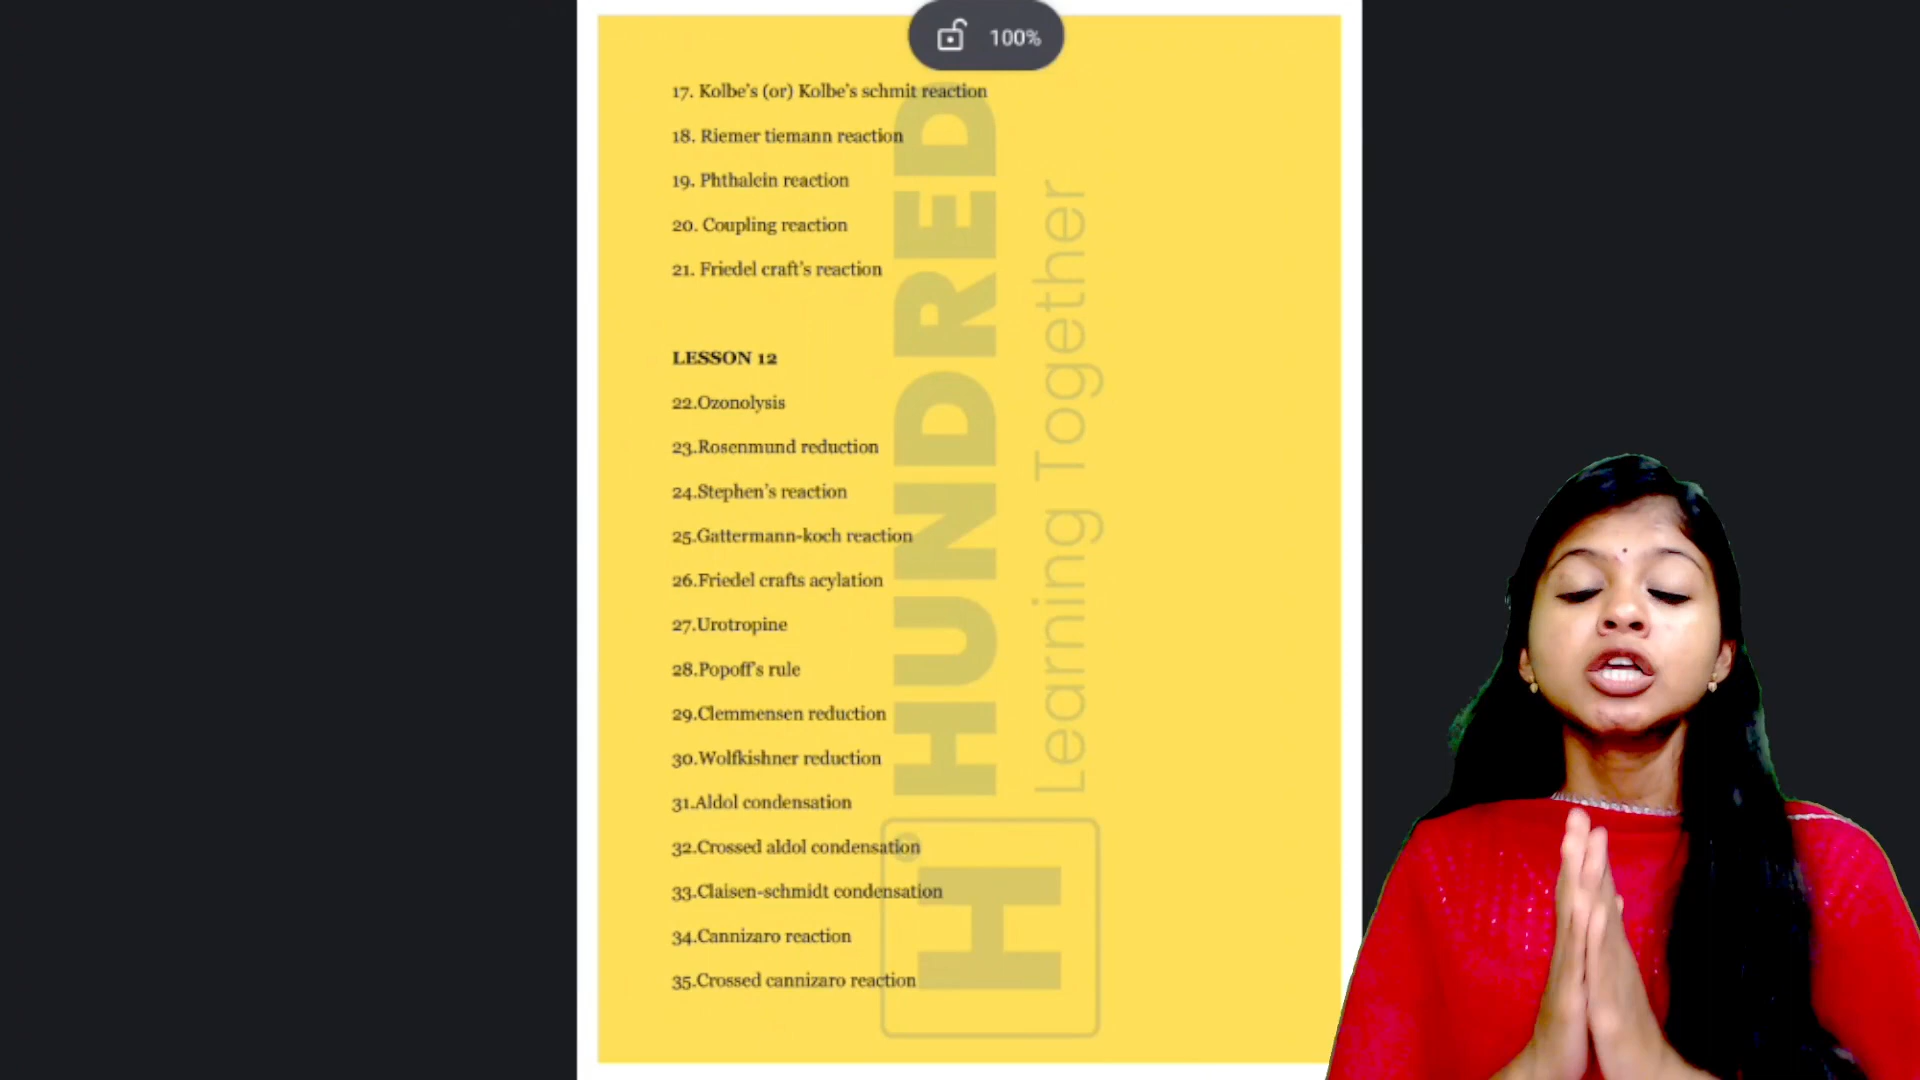 100%
17. Kolbe's (or) Kolbe's schmit reaction
18. Riemer tiemann reaction
19. Phthalein reaction
20. Coupling reaction
21. Friedel craft's reaction
LESSON 12
22.Ozonolysis
23.Rosenmund reduction
24.Stephen's reaction
25.Gattermann-koch reaction
26.Friedel crafts acylation
27.Urotropine
28.Popoff's rule
29.Clemmensen reduction
30.Wolfkishner reduction
31.Aldol condensation
32.Crossed aldol condensation
33.Claisen-schmidt condensation
34.Cannizaro reaction
35.Crossed cannizaro reaction
H HUNDRED
Learning Together